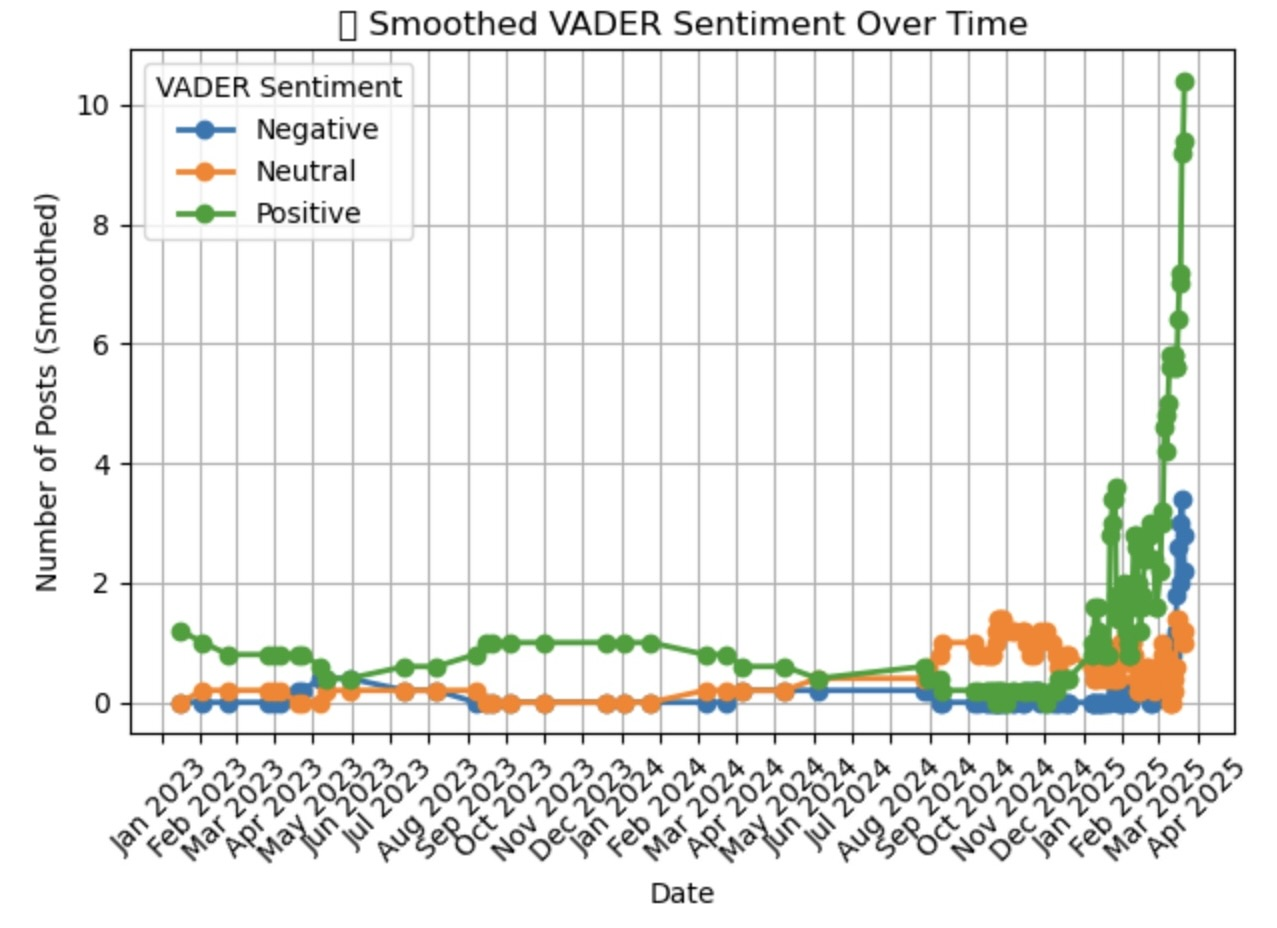 Smoothed VADER Sentiment Over Time
VADER Sentiment
Negative
Neutral
Positive
Number of Posts (Smoothed)
10
8
6
4
2
0
Jan 2023
Feb 2023
Mar 2023
Apr 2023
May 2023
Jun 2023
Jul 2023
Aug 2023
Sep 2023
Oct 2023
Nov 2023
Dec 2023
Jan 2024
Feb 2024
Mar 2024
Apr 2024
May 2024
Jun 2024
Jul 2024
Aug 2024
Sep 2024
Oct 2024
Nov 2024
Dec 2024
Jan 2025
Feb 2025
Mar 2025
Apr 2025
Date